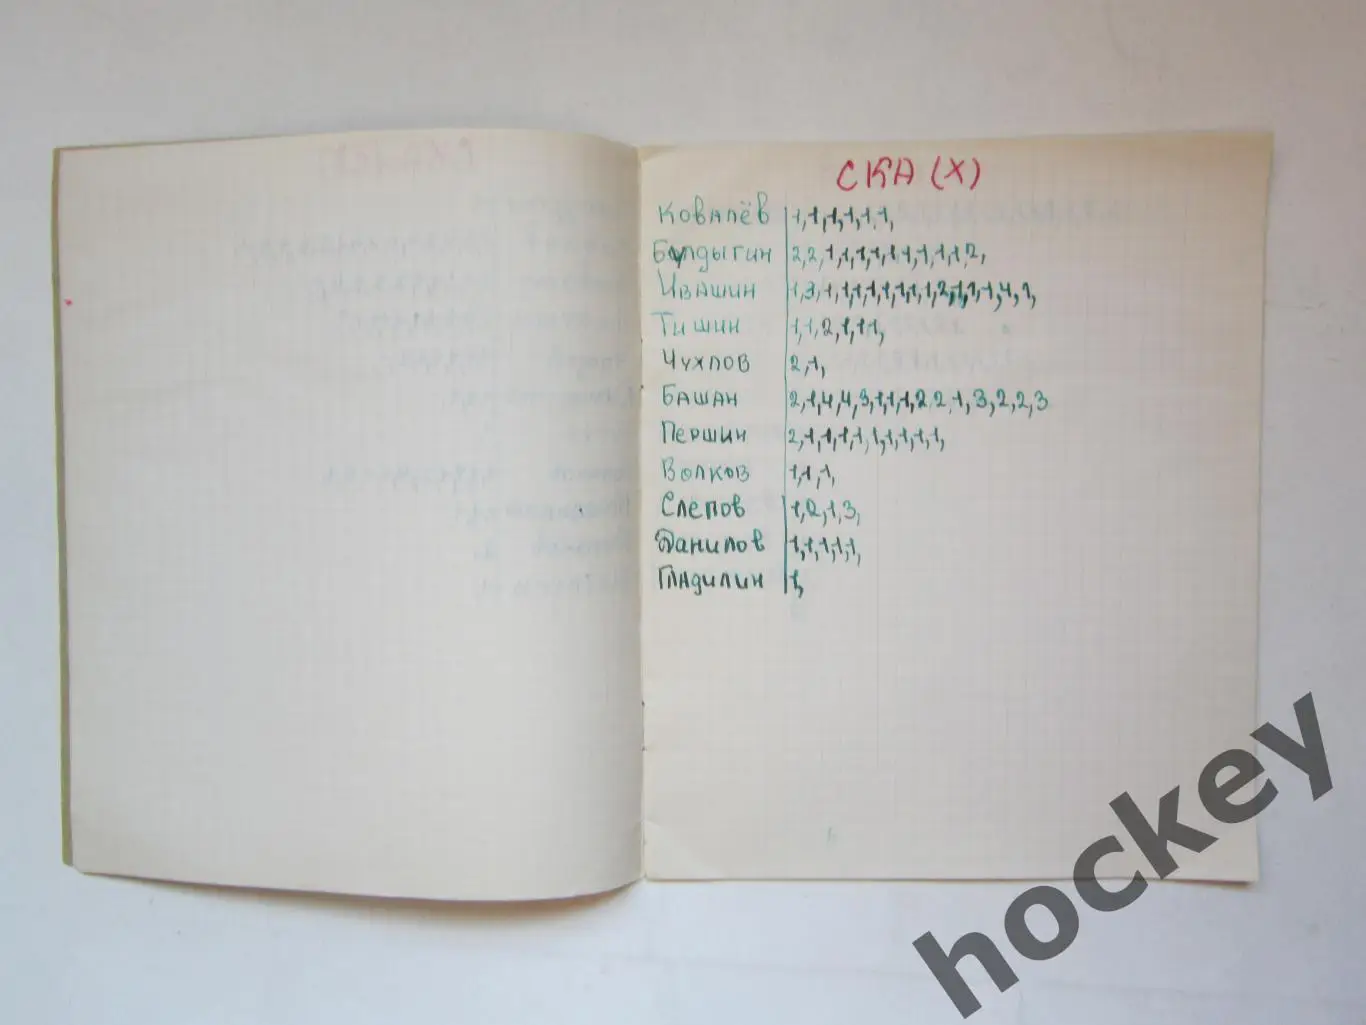 СКА (Х)
Ковалёв 1,1,1,1,1,1,
Болдыгин 2,2,1,1,1,1,1,1,1,1,1,2,
Ивашин 1,3,1,1,1,1,1,1,1,1,2,1,1,1,4,1,
Тишин 1,1,2,1,1,1,
Чухлов 2,1,
Башан 2,1,4,4,3,1,1,1,2,2,1,3,2,2,3
Першин 2,1,1,1,1,1,1,1,1,1,
Волков 1,1,1,
Слепов 1,2,1,3,
Данилов 1,1,1,1,1,
Гладилин 1,
hockey